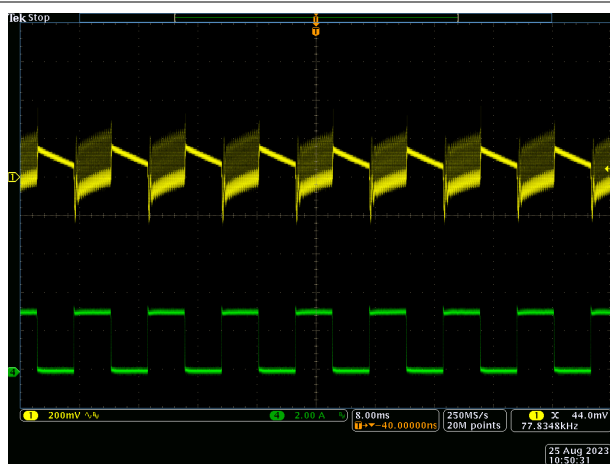 Tek Stop
T
T
1
4
1 200mV 4 2.00 A 8.00ms 250MS/s 1 44.0mV
T→▼-40.00000ns 20M points 77.8348kHz
25 Aug 2023
10:50:31